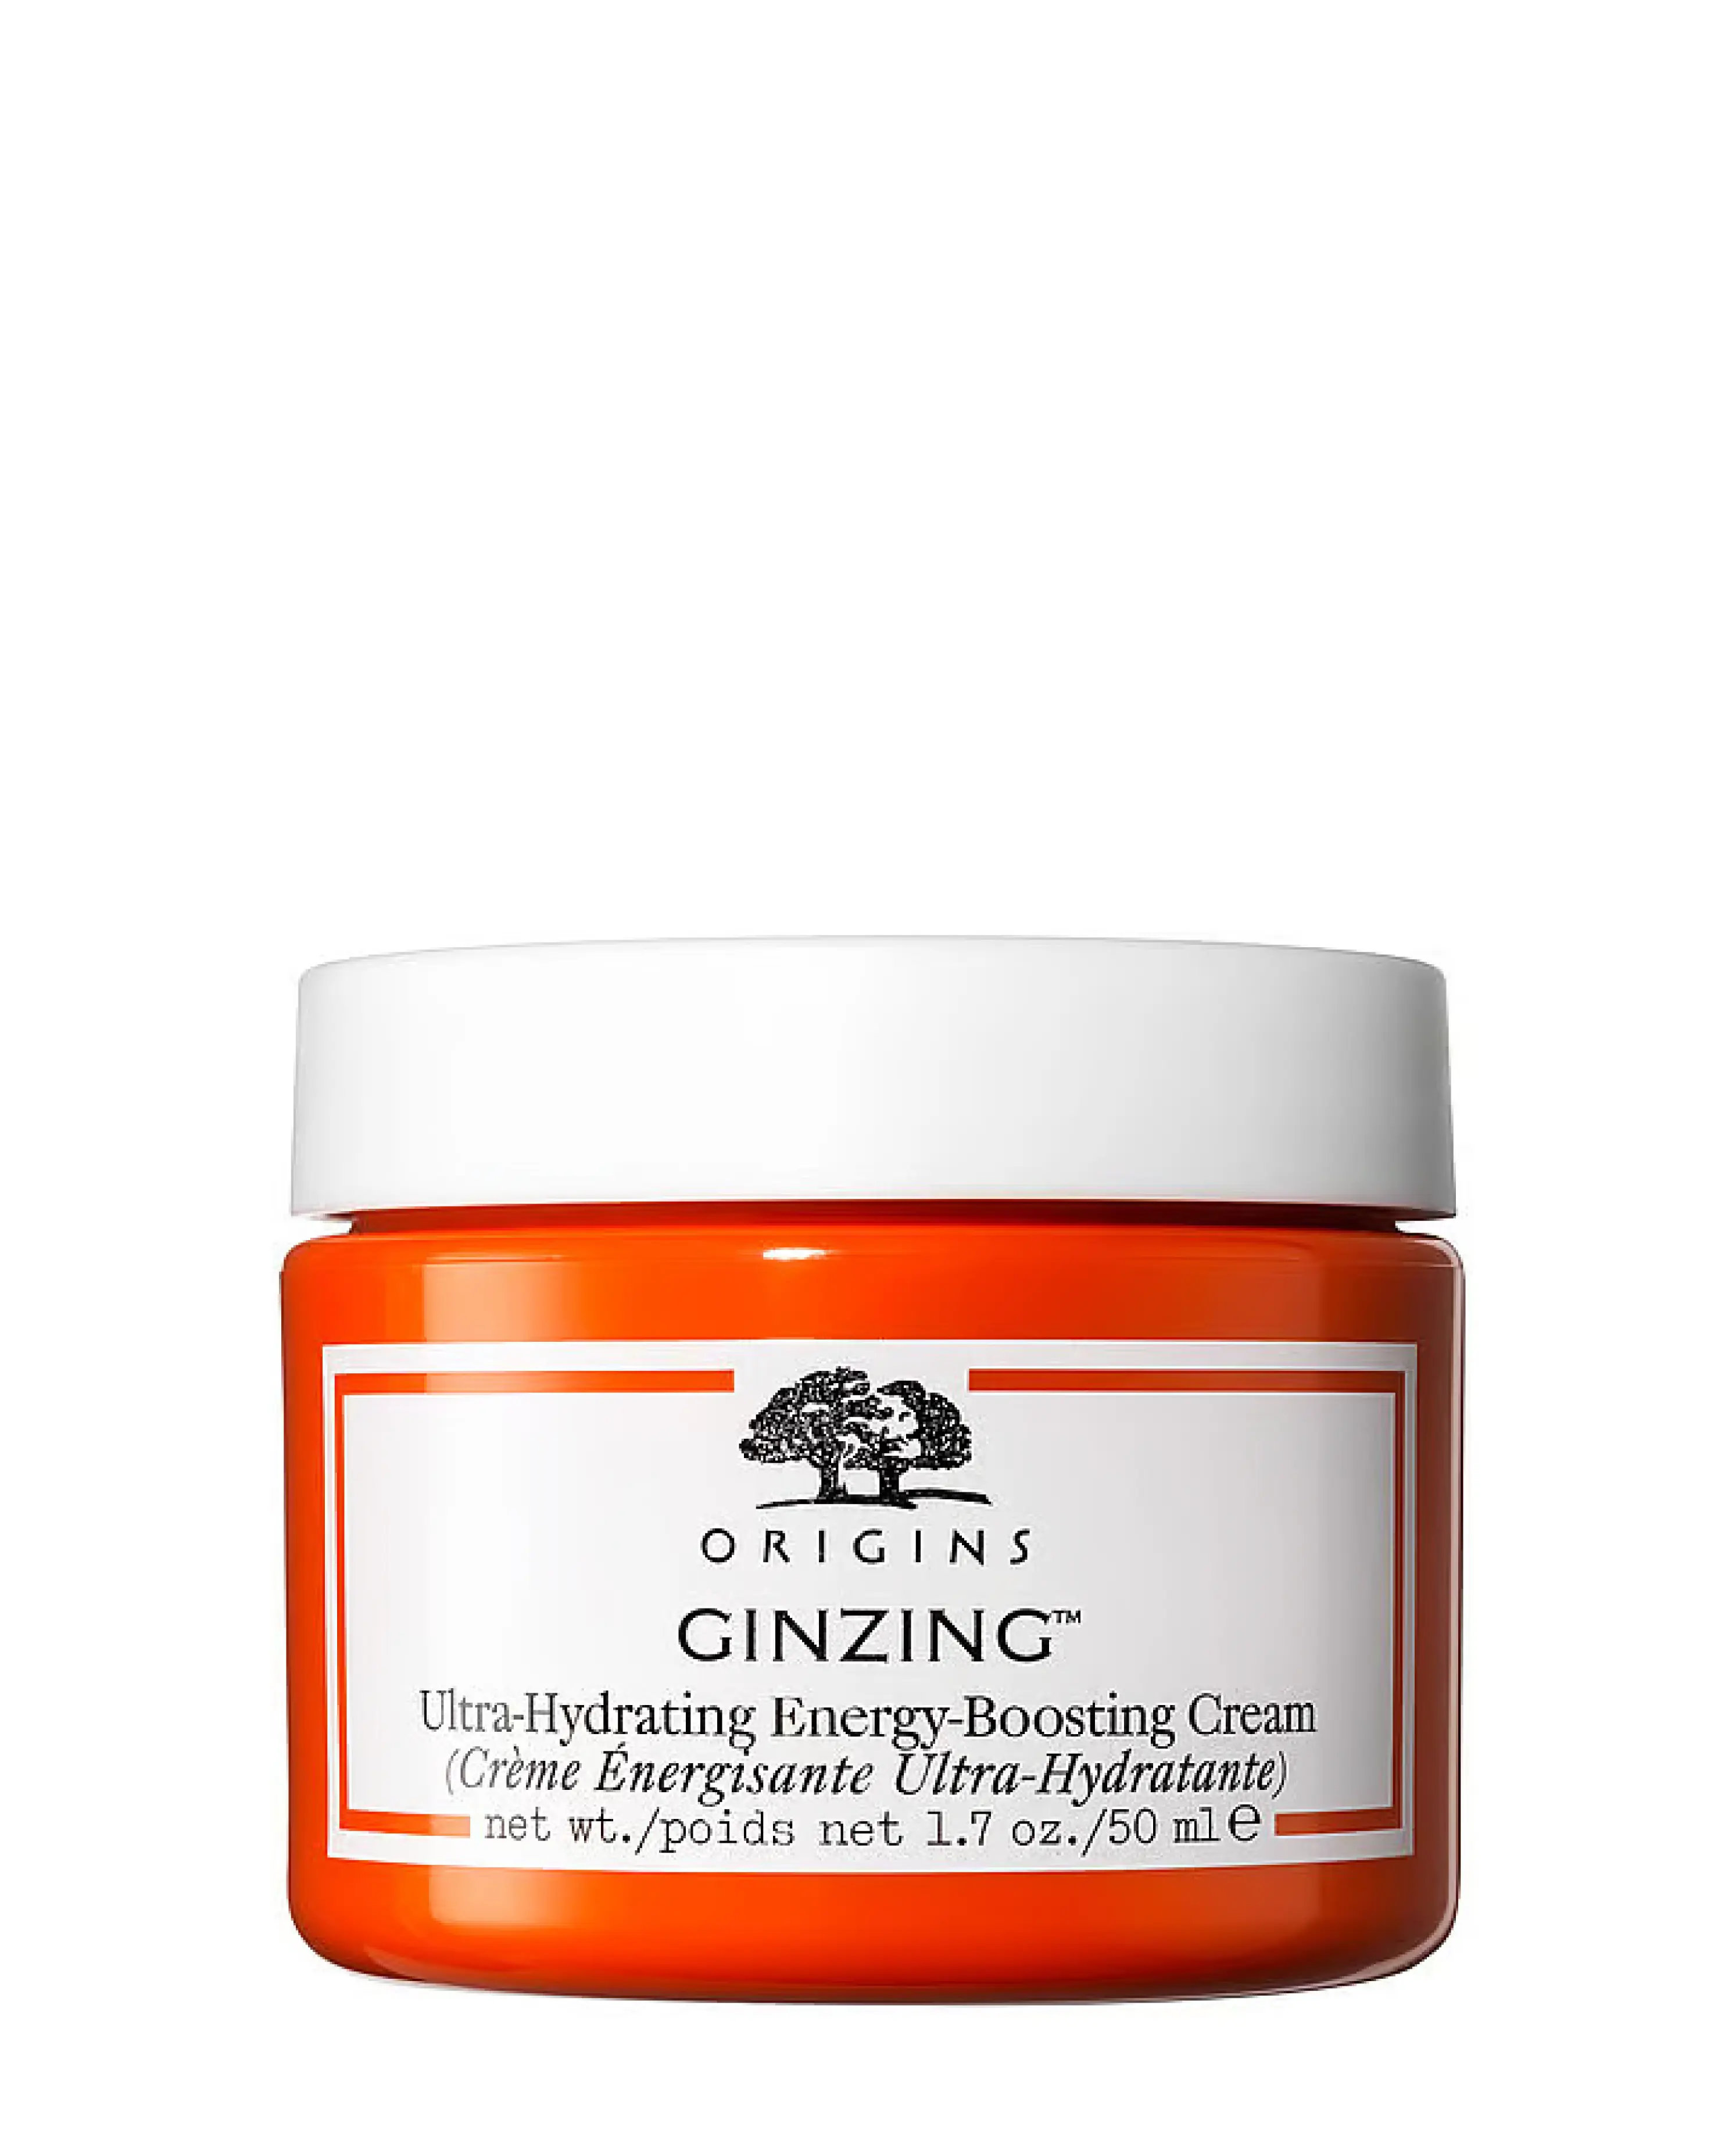 ORIGINS
GINZING™
Ultra-Hydrating Energy-Boosting Cream
(Crème Énergisante Ultra-Hydratante)
net wt./poids net 1.7 oz./50 ml ℮